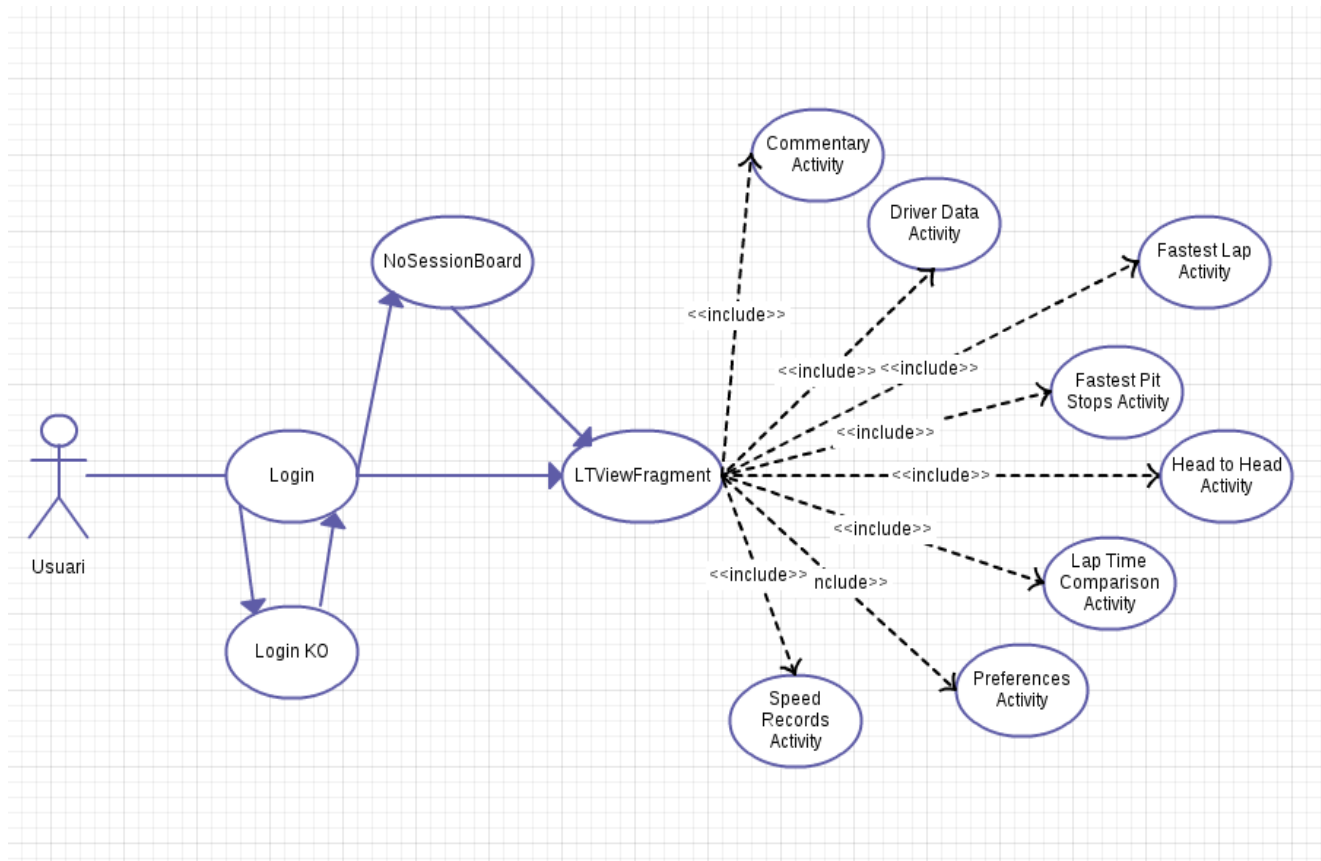 Commentary
Activity
Driver Data
Activity
NoSessionBoard
Fastest Lap
Activity
<<include>>
<<include>>
<<include>>
Fastest Pit
Stops Activity
<<include>>
Login
LTViewFragment
<<include>>
Head to Head
Activity
Usuari
<<include>>
Lap Time
Comparison
Activity
<<include>>
nclude>>
Login KO
Preferences
Activity
Speed
Records
Activity